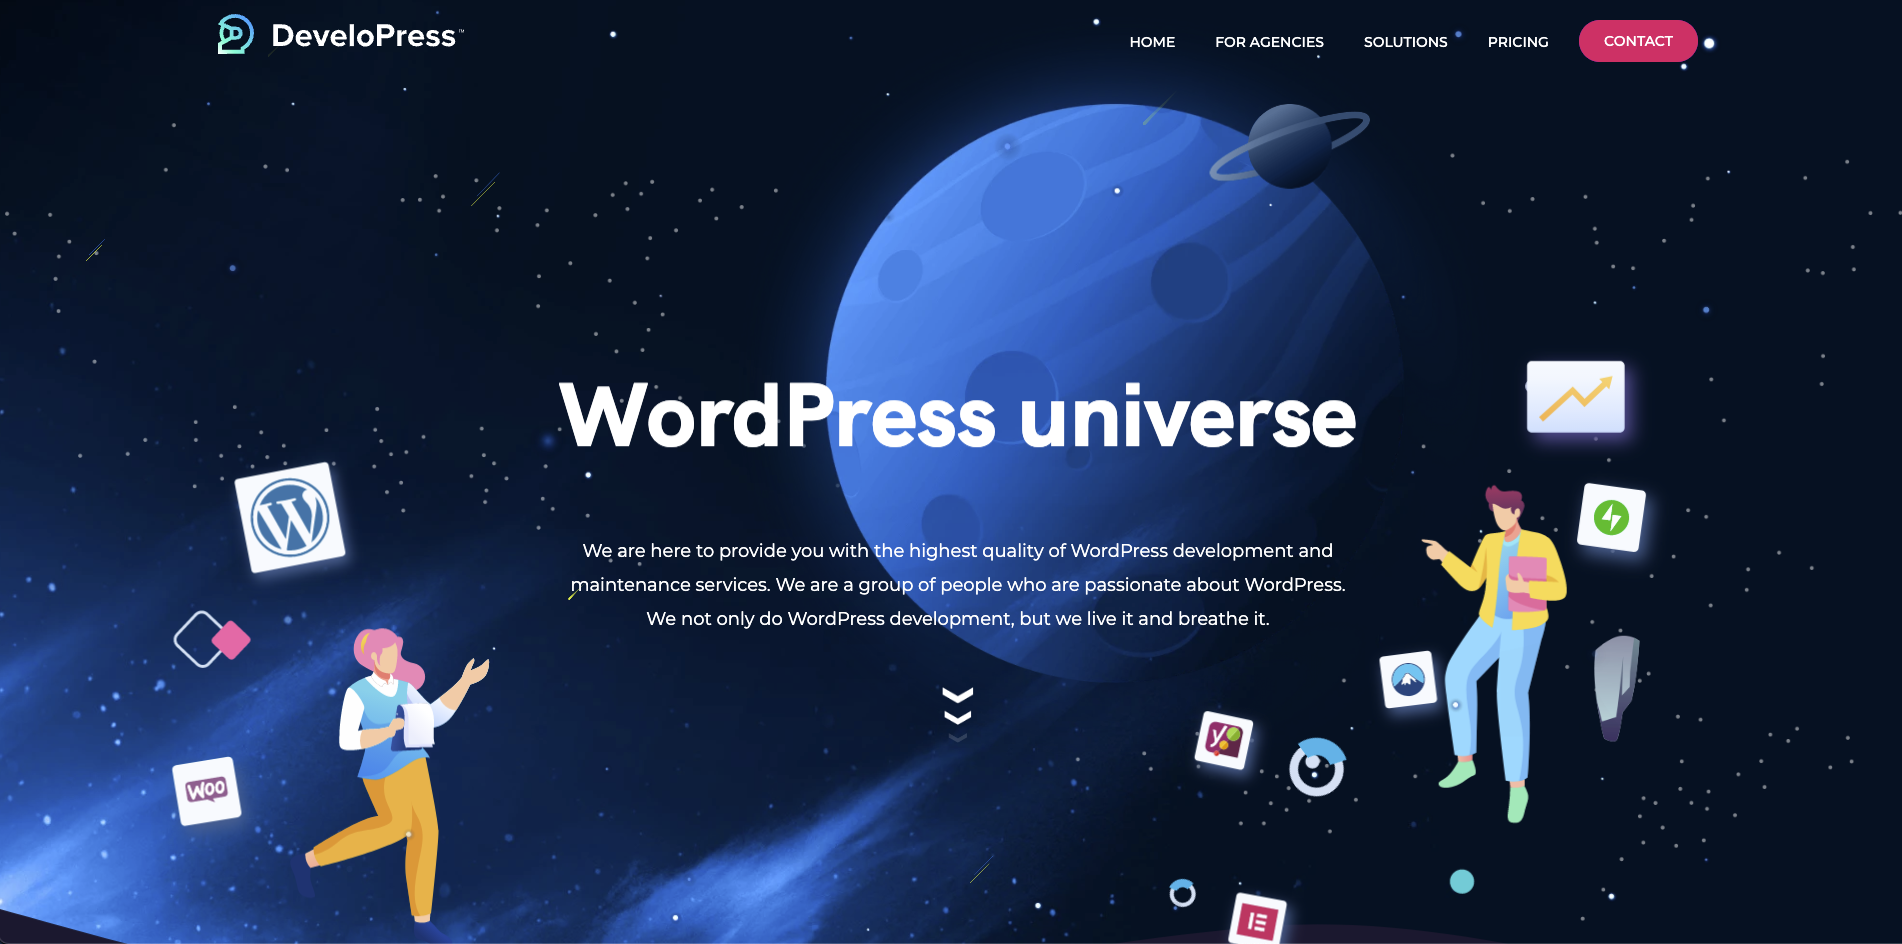 DeveloPress™
HOME
FOR AGENCIES
SOLUTIONS
PRICING
CONTACT
WordPress universe
We are here to provide you with the highest quality of WordPress development and
maintenance services. We are a group of people who are passionate about WordPress.
We not only do WordPress development, but we live it and breathe it.
W
WOO
y
E